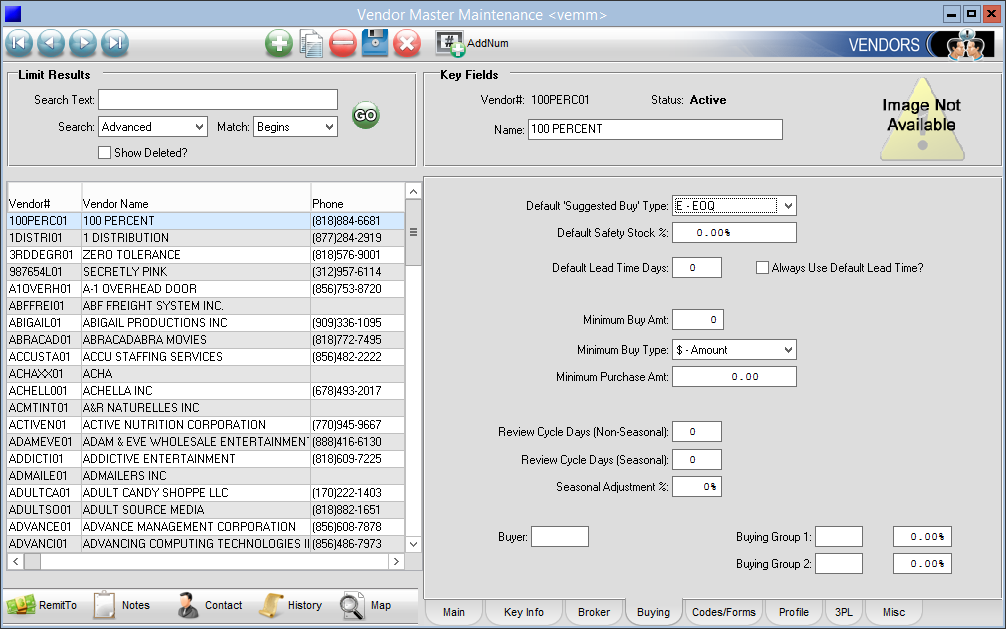 Vendor Master Maintenance <vemm>
# AddNum
VENDORS
Limit Results
Search Text:
GO
Search: Advanced Match: Begins
Show Deleted?
Key Fields
Vendor#: 100PERC01 Status: Active
Name: 100 PERCENT
Image Not
Available
Vendor# Vendor Name Phone
100PERC01 100 PERCENT (818)884-6681
1DISTRI01 1 DISTRIBUTION (877)284-2919
3RDDEGR01 ZERO TOLERANCE (818)576-9001
987654L01 SECRETLY PINK (312)957-6114
A1OVERH01 A-1 OVERHEAD DOOR (856)753-8720
ABFFREI01 ABF FREIGHT SYSTEM INC.
ABIGAIL01 ABIGAIL PRODUCTIONS INC (909)336-1095
ABRACAD01 ABRACADABRA MOVIES (818)772-7495
ACCUSTA01 ACCU STAFFING SERVICES (856)482-2222
ACHAXX01 ACHA
ACHELL001 ACHELLA INC (678)493-2017
ACMTINT01 A&R NATURELLES INC
ACTIVEN01 ACTIVE NUTRITION CORPORATION (770)945-9667
ADAMEVE01 ADAM & EVE WHOLESALE ENTERTAINMENT (888)416-6130
ADDICTI01 ADDICTIVE ENTERTAINMENT (818)609-7225
ADMAILE01 ADMAILERS INC
ADULTCA01 ADULT CANDY SHOPPE LLC (170)222-1403
ADULTSO01 ADULT SOURCE MEDIA (818)882-1651
ADVANCE01 ADVANCE MANAGEMENT CORPORATION (856)608-7878
ADVANCI01 ADVANCING COMPUTING TECHNOLOGIES II (856)486-7973
RemitTo Notes Contact History Map
Default 'Suggested Buy' Type: E - EOQ
Default Safety Stock %: 0.00%
Default Lead Time Days: 0 Always Use Default Lead Time?
Minimum Buy Amt: 0
Minimum Buy Type: $ - Amount
Minimum Purchase Amt: 0.00
Review Cycle Days (Non-Seasonal): 0
Review Cycle Days (Seasonal): 0
Seasonal Adjustment %: 0%
Buyer: Buying Group 1: 0.00%
Buying Group 2: 0.00%
Main Key Info Broker Buying Codes/Forms Profile 3PL Misc